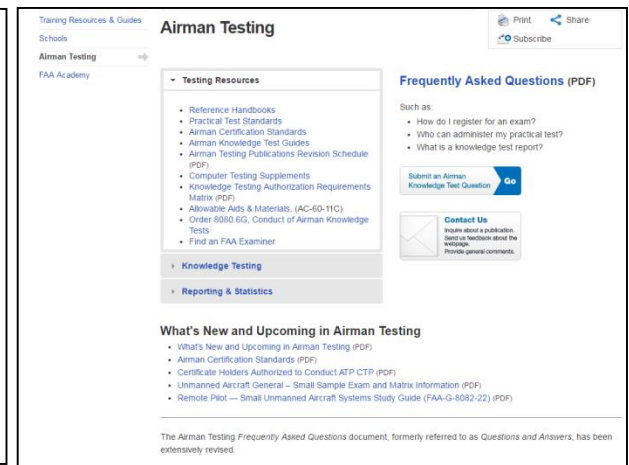 Training Resources & Guides
Schools
Airman Testing
FAA Academy
Airman Testing
Print
Share
Subscribe
Testing Resources
Reference Handbooks
Practical Test Standards
Airman Certification Standards
Airman Knowledge Test Guides
Airman Testing Publications Revision Schedule
(PDF)
Computer Testing Supplements
Knowledge Testing Authorization Requirements
Matrix (PDF)
Allowable Aids & Materials, (AC-60-11C)
Order 8080.6G, Conduct of Airman Knowledge
Tests
Find an FAA Examiner
Knowledge Testing
Reporting & Statistics
Frequently Asked Questions (PDF)
Such as:
How do I register for an exam?
Who can administer my practical test?
What is a knowledge test report?
Submit an Airman
Knowledge Test Question
Go
Contact Us
Inquire about a publication.
Send us feedback about the
webpage.
Provide general comments.
What's New and Upcoming in Airman Testing
What's New and Upcoming in Airman Testing (PDF)
Airman Certification Standards (PDF)
Certificate Holders Authorized to Conduct ATP CTP (PDF)
Unmanned Aircraft General – Small Sample Exam and Matrix Information (PDF)
Remote Pilot — Small Unmanned Aircraft Systems Study Guide (FAA-G-8082-22) (PDF)
The Airman Testing Frequently Asked Questions document, formerly referred to as Questions and Answers, has been
extensively revised.